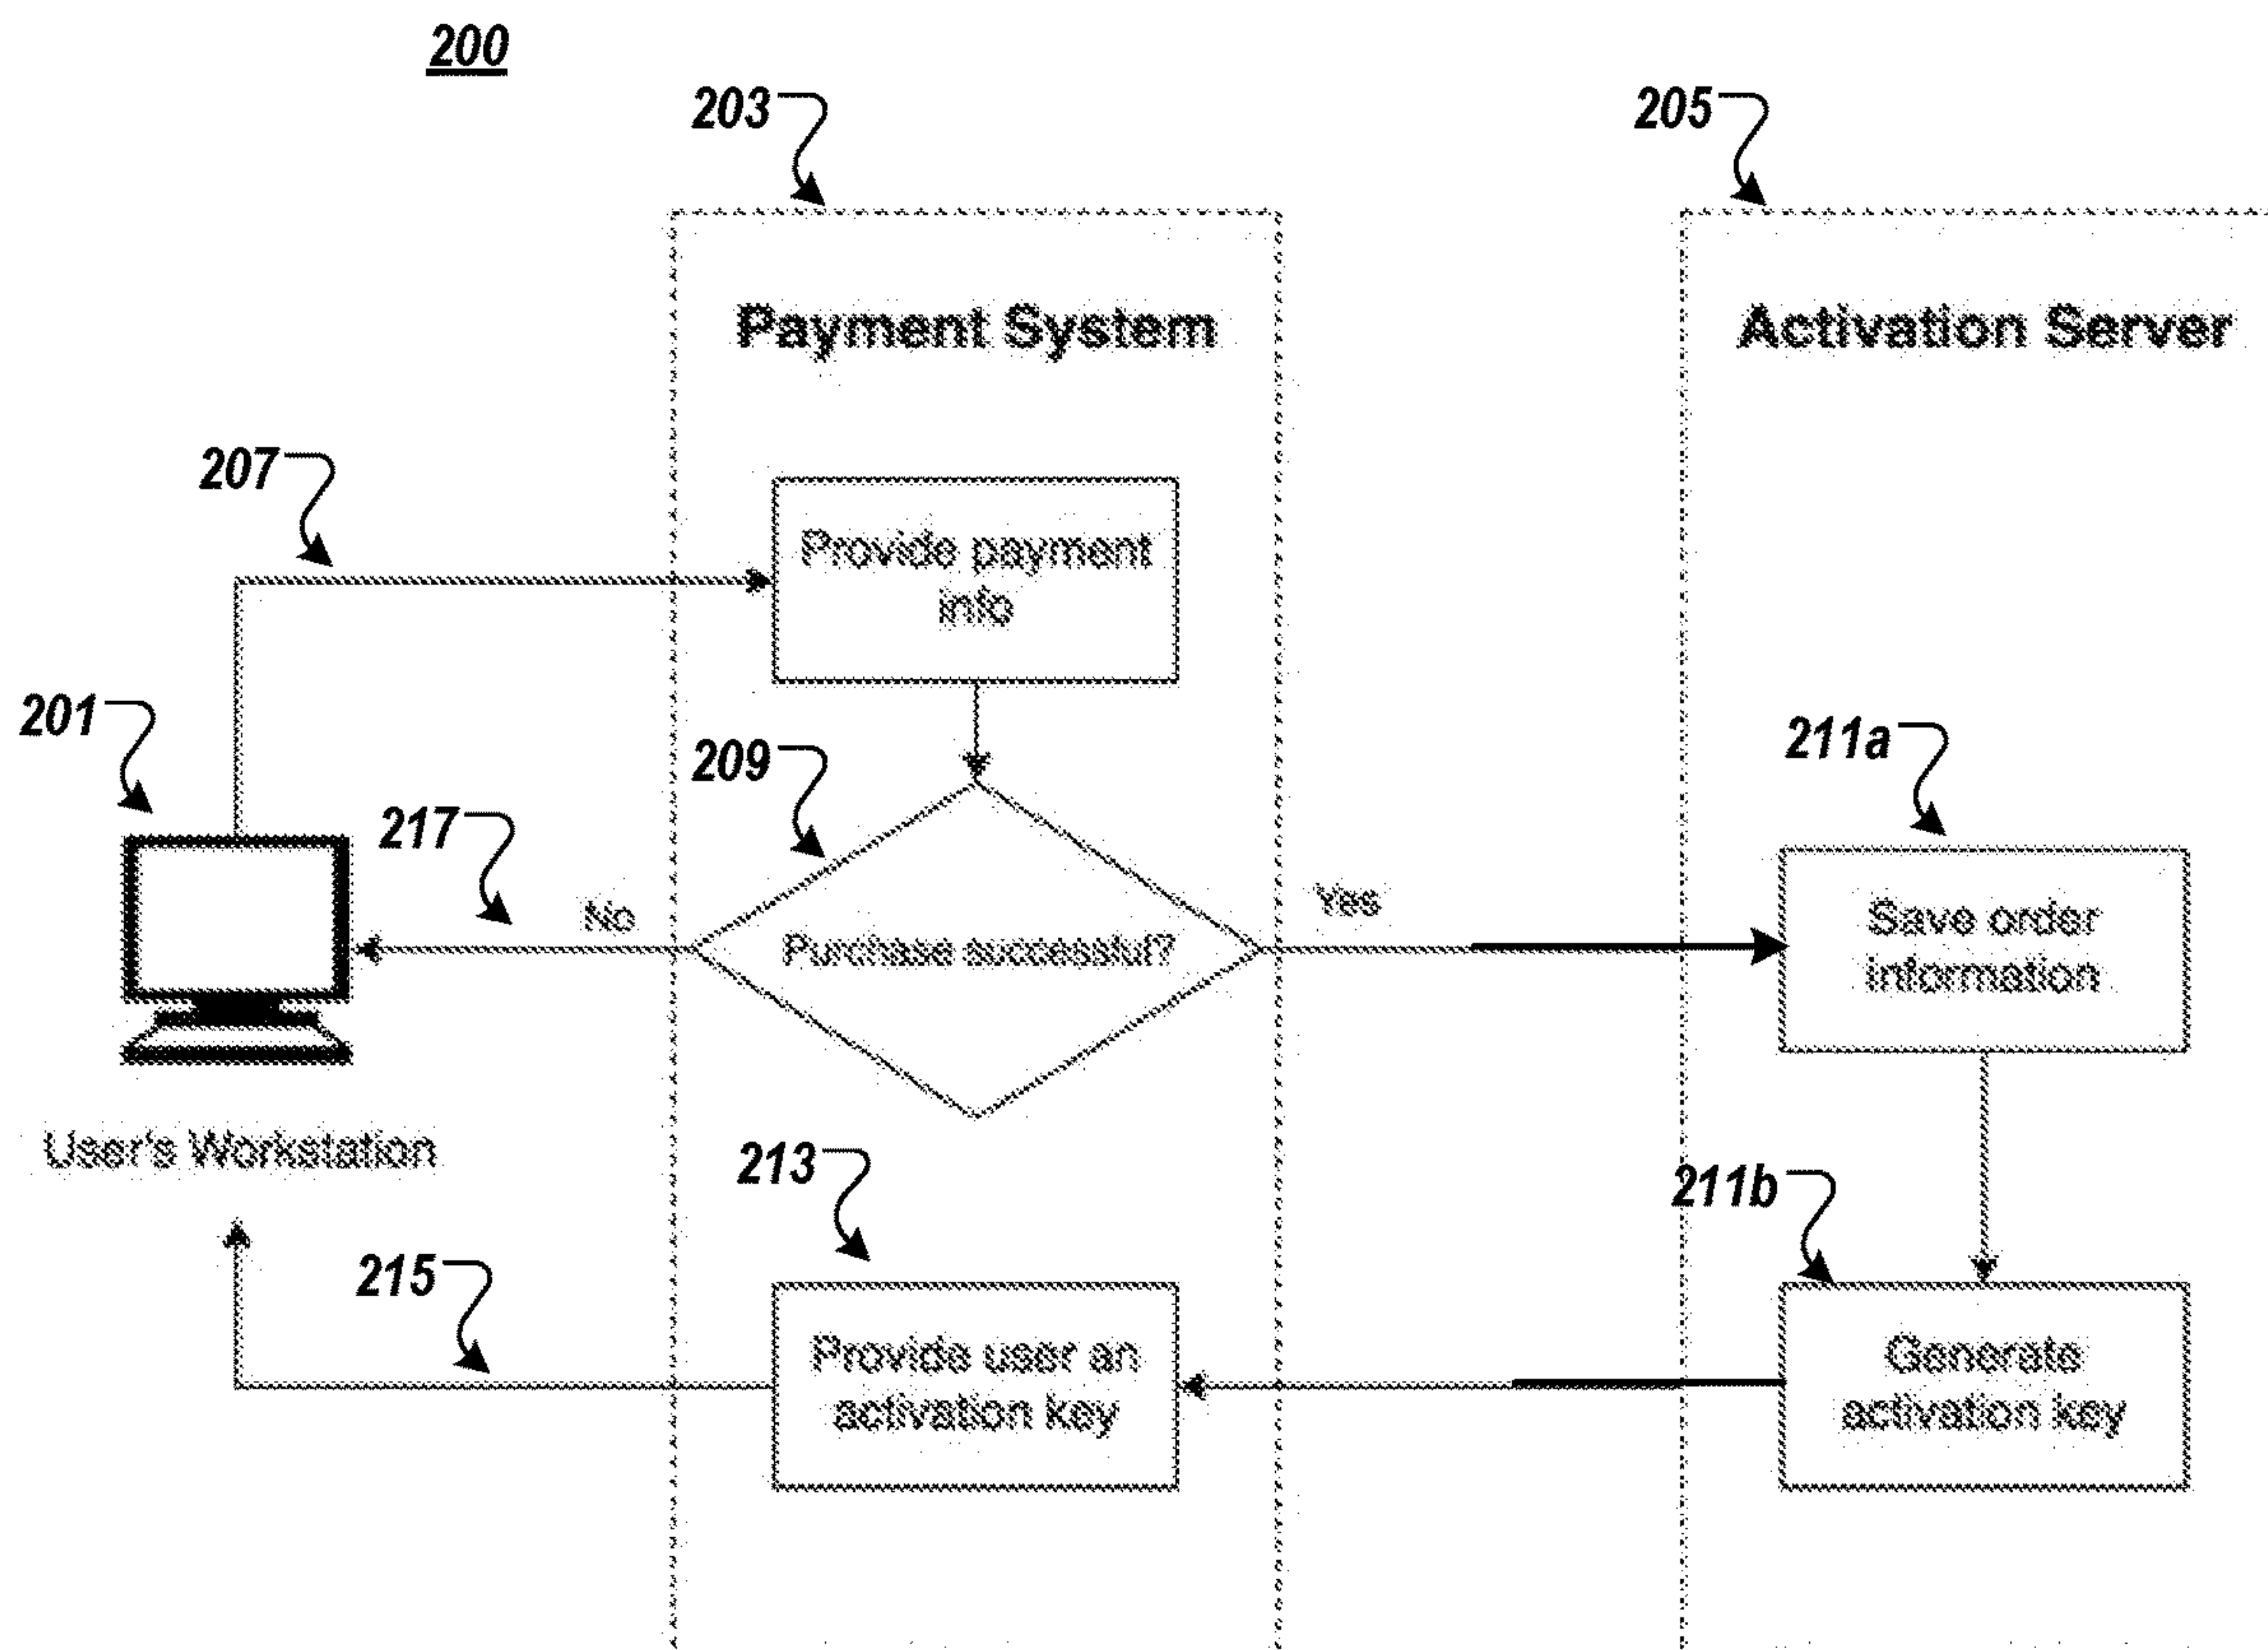 200
203
205
Payment System
Activation Server
207
Provide payment
info
201
209
211a
217
No
Yes
Purchase successful?
Save order
information
User's Workstation
213
211b
215
Provide user an
activation key
Generate
activation key